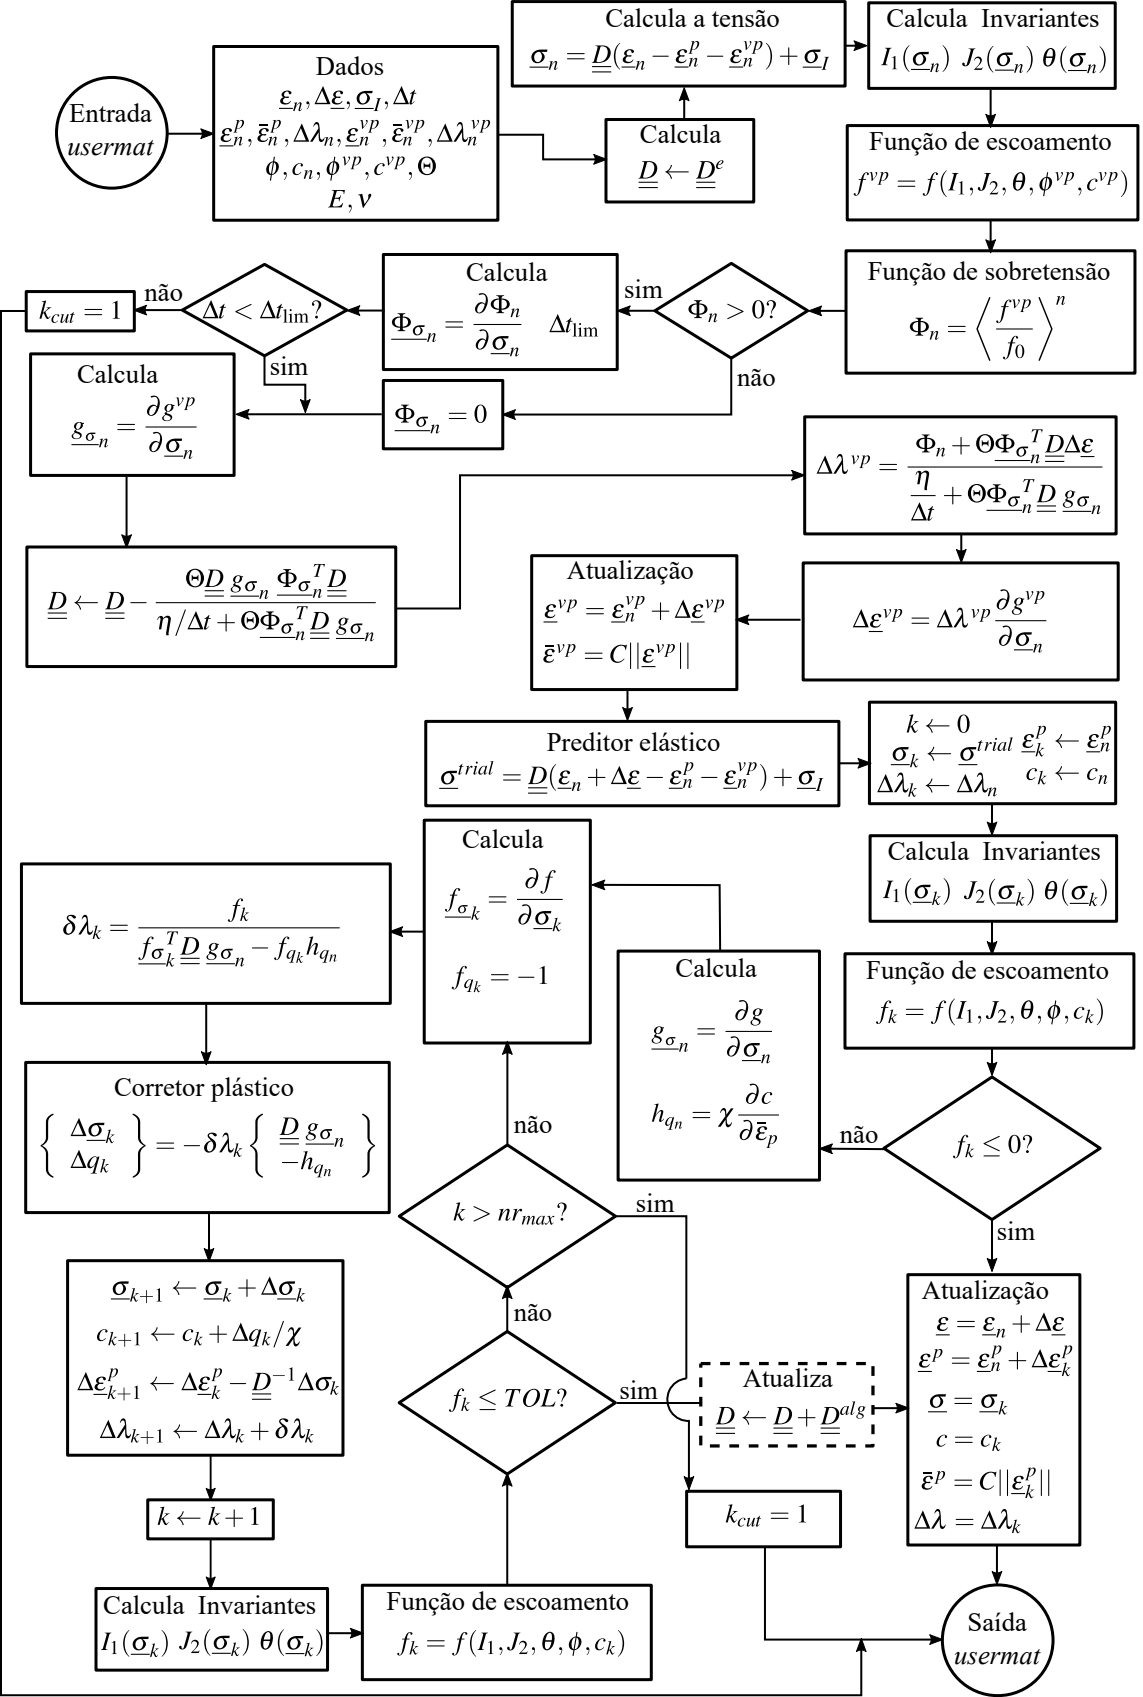 Entrada
usermat
Dados
ε_n, Δε, σ_I, Δt
ε_n^p, ε̄_n^p, Δλ_n, ε_n^vp, ε̄_n^vp, Δλ_n^vp
ϕ, c_n, ϕ^vp, c^vp, Θ
E, ν
Calcula
D ← D^e
Calcula a tensão
σ_n = D(ε_n − ε_n^p − ε_n^vp) + σ_I
Calcula Invariantes
I_1(σ_n) J_2(σ_n) θ(σ_n)
Função de escoamento
f^vp = f(I_1, J_2, θ, ϕ^vp, c^vp)
Função de sobretensão
Φ_n = ⟨f^vp / f_0⟩^n
Φ_n > 0?
sim
não
Calcula
Φ_σn = ∂Φ_n / ∂σ_n Δt_lim
Δt < Δt_lim?
não
sim
k_cut = 1
Φ_σn = 0
Calcula
g_σn = ∂g^vp / ∂σ_n
D ← D − (ΘD g_σn Φ_σn^T D) / (η/Δt + ΘΦ_σn^T D g_σn)
Δλ^vp = (Φ_n + ΘΦ_σn^T DΔε) / (η/Δt + ΘΦ_σn^T D g_σn)
Δε^vp = Δλ^vp ∂g^vp / ∂σ_n
Atualização
ε^vp = ε_n^vp + Δε^vp
ε̄^vp = C||ε^vp||
Preditor elástico
σ^trial = D(ε_n + Δε − ε_n^p − ε_n^vp) + σ_I
k ← 0
σ_k ← σ^trial ε_k^p ← ε_n^p
Δλ_k ← Δλ_n c_k ← c_n
Calcula Invariantes
I_1(σ_k) J_2(σ_k) θ(σ_k)
Função de escoamento
f_k = f(I_1, J_2, θ, ϕ, c_k)
f_k ≤ 0?
não
sim
Calcula
g_σn = ∂g / ∂σ_n
h_qn = χ ∂c / ∂ε̄_p
Calcula
f_σk = ∂f / ∂σ_k
f_qk = −1
δλ_k = f_k / (f_σk^T D g_σn − f_qk h_qn)
Corretor plástico
{Δσ_k Δq_k} = −δλ_k {D g_σn −h_qn}
σ_k+1 ← σ_k + Δσ_k
c_k+1 ← c_k + Δq_k/χ
Δε_k+1^p ← Δε_k^p − D^−1 Δσ_k
Δλ_k+1 ← Δλ_k + δλ_k
k ← k + 1
Calcula Invariantes
I_1(σ_k) J_2(σ_k) θ(σ_k)
Função de escoamento
f_k = f(I_1, J_2, θ, ϕ, c_k)
f_k ≤ TOL?
não
sim
k > nr_max?
não
sim
Atualiza
D ← D + D^alg
k_cut = 1
Atualização
ε = ε_n + Δε
ε^p = ε_n^p + Δε_k^p
σ = σ_k
c = c_k
ε̄^p = C||ε_k^p||
Δλ = Δλ_k
Saída
usermat